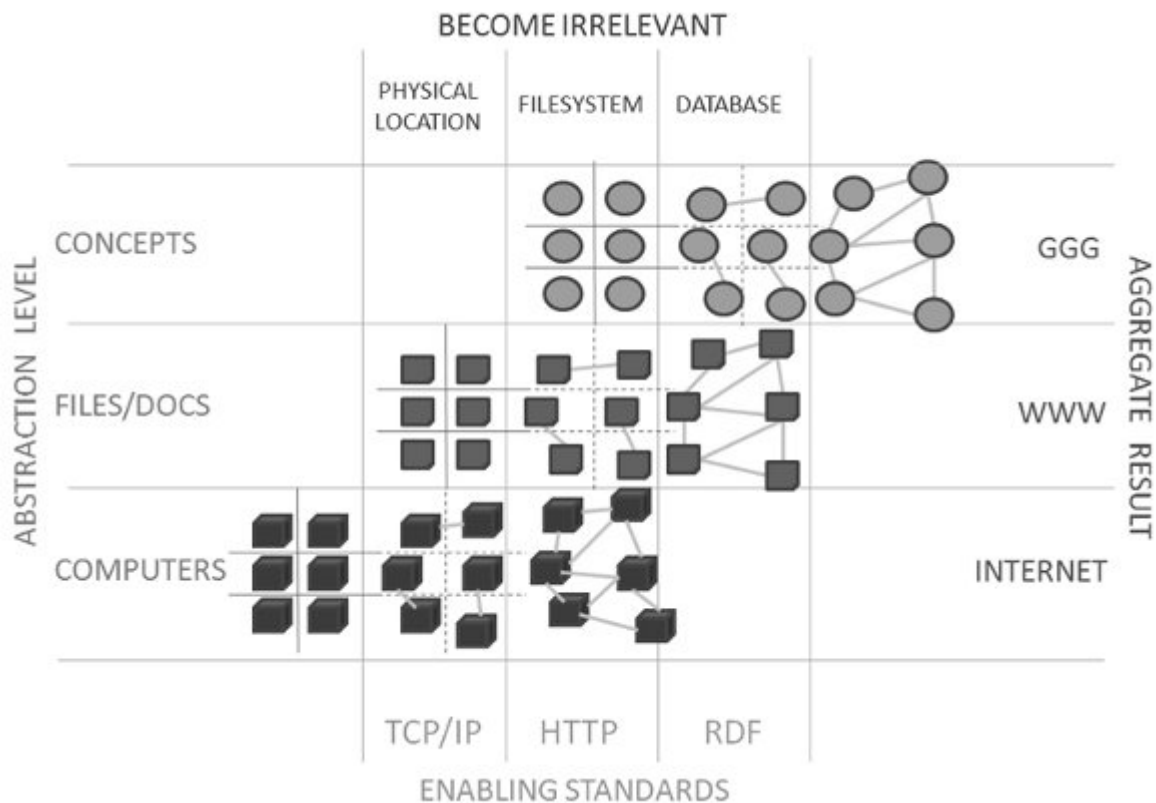 BECOME IRRELEVANT
PHYSICAL
LOCATION
FILESYSTEM
DATABASE
ABSTRACTION LEVEL
CONCEPTS
GGG
FILES/DOCS
WWW
COMPUTERS
INTERNET
AGGREGATE RESULT
TCP/IP
HTTP
RDF
ENABLING STANDARDS